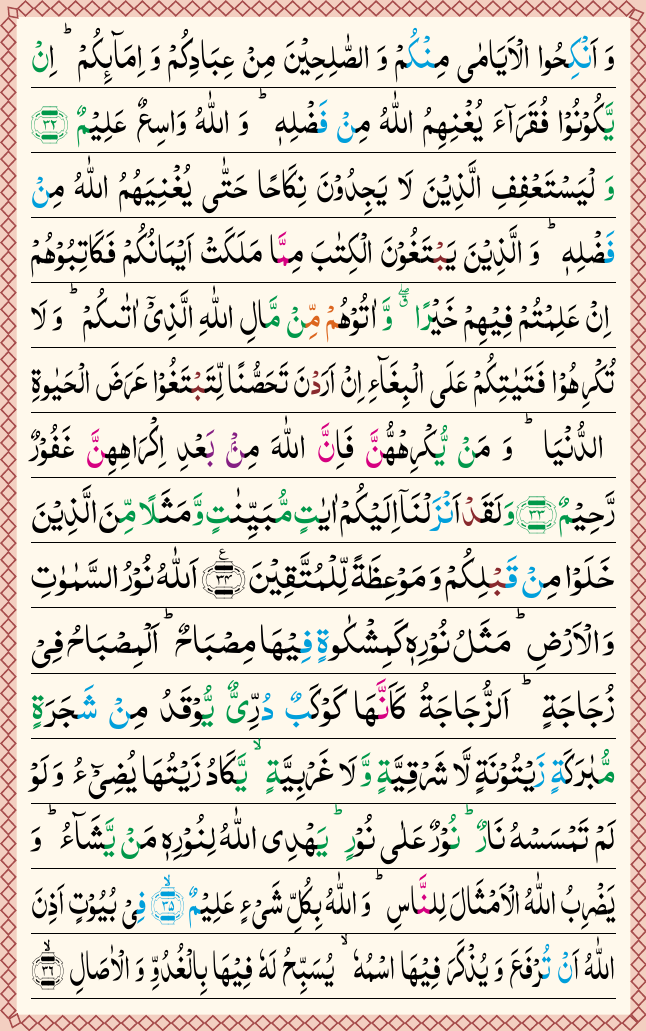 وَ اَنْكِحُوا الْاَيَامٰى مِنْكُمْ وَ الصّٰلِحِيْنَ مِنْ عِبَادِكُمْ وَ اِمَآىِٕكُمْ ؕ اِنْ
يَّكُوْنُوْا فُقَرَآءَ يُغْنِهِمُ اللّٰهُ مِنْ فَضْلِهٖ ؕ وَ اللّٰهُ وَاسِعٌ عَلِيْمٌ ۝۳۲
وَ لْيَسْتَعْفِفِ الَّذِيْنَ لَا يَجِدُوْنَ نِكَاحًا حَتّٰى يُغْنِيَهُمُ اللّٰهُ مِنْ
فَضْلِهٖ ؕ وَ الَّذِيْنَ يَبْتَغُوْنَ الْكِتٰبَ مِمَّا مَلَكَتْ اَيْمَانُكُمْ فَكَاتِبُوْهُمْ
اِنْ عَلِمْتُمْ فِيْهِمْ خَيْرًا ۖۗ وَّ اٰتُوْهُمْ مِّنْ مَّالِ اللّٰهِ الَّذِيْۤ اٰتٰىكُمْ ؕ وَ لَا
تُكْرِهُوْا فَتَيٰتِكُمْ عَلَى الْبِغَآءِ اِنْ اَرَدْنَ تَحَصُّنًا لِّتَبْتَغُوْا عَرَضَ الْحَيٰوةِ
الدُّنْيَا ؕ وَ مَنْ يُّكْرِهْهُّنَّ فَاِنَّ اللّٰهَ مِنْۢ بَعْدِ اِكْرَاهِهِنَّ غَفُوْرٌ
رَّحِيْمٌ ۝۳۳ وَلَقَدْ اَنْزَلْنَاۤ اِلَيْكُمْ اٰيٰتٍ مُّبَيِّنٰتٍ وَّ مَثَلًا مِّنَ الَّذِيْنَ
خَلَوْا مِنْ قَبْلِكُمْ وَ مَوْعِظَةً لِّلْمُتَّقِيْنَ ۝۳۴ ع اَللّٰهُ نُوْرُ السَّمٰوٰتِ
وَ الْاَرْضِ ؕ مَثَلُ نُوْرِهٖ كَمِشْكٰوةٍ فِيْهَا مِصْبَاحٌ ؕ اَلْمِصْبَاحُ فِيْ
زُجَاجَةٍ ؕ اَلزُّجَاجَةُ كَاَنَّهَا كَوْكَبٌ دُرِّيٌّ يُّوْقَدُ مِنْ شَجَرَةٍ
مُّبٰرَكَةٍ زَيْتُوْنَةٍ لَّا شَرْقِيَّةٍ وَّ لَا غَرْبِيَّةٍ ۙ يَّكَادُ زَيْتُهَا يُضِيْٓءُ وَ لَوْ
لَمْ تَمْسَسْهُ نَارٌ ؕ نُوْرٌ عَلٰى نُوْرٍ ؕ يَهْدِى اللّٰهُ لِنُوْرِهٖ مَنْ يَّشَآءُ ؕ وَ
يَضْرِبُ اللّٰهُ الْاَمْثَالَ لِلنَّاسِ ؕ وَ اللّٰهُ بِكُلِّ شَيْءٍ عَلِيْمٌ ۝۳۵ ۙ فِيْ بُيُوْتٍ اَذِنَ
اللّٰهُ اَنْ تُرْفَعَ وَ يُذْكَرَ فِيْهَا اسْمُهٗ ۙ يُسَبِّحُ لَهٗ فِيْهَا بِالْغُدُوِّ وَ الْاٰصَالِ ۝۳۶ ۙ